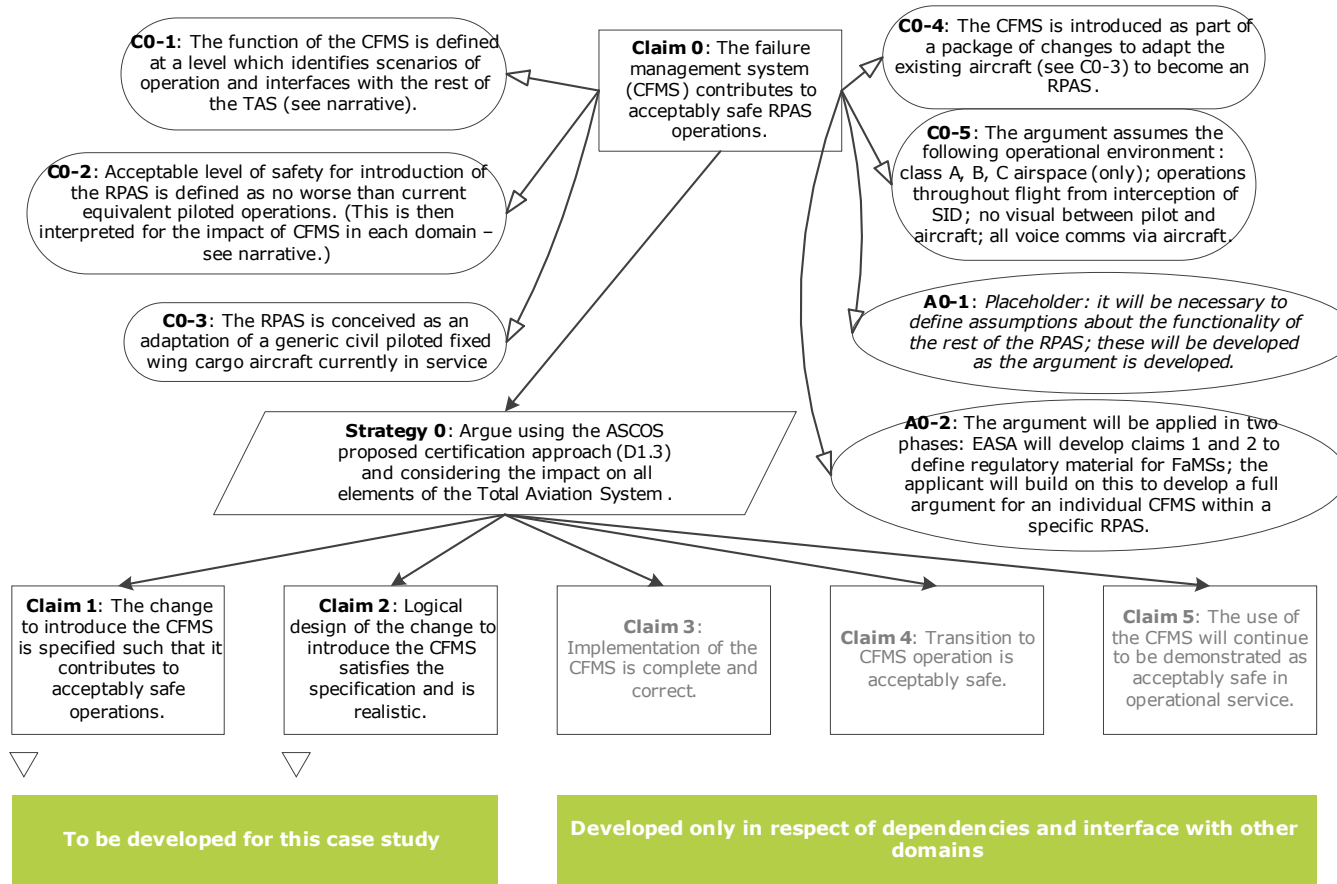 C0-1: The function of the CFMS is defined
at a level which identifies scenarios of
operation and interfaces with the rest of
the TAS (see narrative).
Claim 0: The failure
management system
(CFMS) contributes to
acceptably safe RPAS
operations.
C0-4: The CFMS is introduced as part of
a package of changes to adapt the
existing aircraft (see C0-3) to become an
RPAS.
C0-2: Acceptable level of safety for introduction of
the RPAS is defined as no worse than current
equivalent piloted operations. (This is then
interpreted for the impact of CFMS in each domain –
see narrative.)
C0-5: The argument assumes the
following operational environment:
class A, B, C airspace (only); operations
throughout flight from interception of
SID; no visual between pilot and
aircraft; all voice comms via aircraft.
C0-3: The RPAS is conceived as an
adaptation of a generic civil piloted fixed
wing cargo aircraft currently in service.
A0-1: Placeholder: it will be necessary to
define assumptions about the functionality of
the rest of the RPAS; these will be developed
as the argument is developed.
Strategy 0: Argue using the ASCOS
proposed certification approach (D1.3)
and considering the impact on all
elements of the Total Aviation System.
A0-2: The argument will be applied in two
phases: EASA will develop claims 1 and 2 to
define regulatory material for FaMSs; the
applicant will build on this to develop a full
argument for an individual CFMS within a
specific RPAS.
Claim 1: The change
to introduce the CFMS
is specified such that it
contributes to
acceptably safe
operations.
Claim 2: Logical
design of the change to
introduce the CFMS
satisfies the
specification and is
realistic.
Claim 3:
Implementation of the
CFMS is complete and
correct.
Claim 4: Transition to
CFMS operation is
acceptably safe.
Claim 5: The use of
the CFMS will continue
to be demonstrated as
acceptably safe in
operational service.
To be developed for this case study
Developed only in respect of dependencies and interface with other
domains